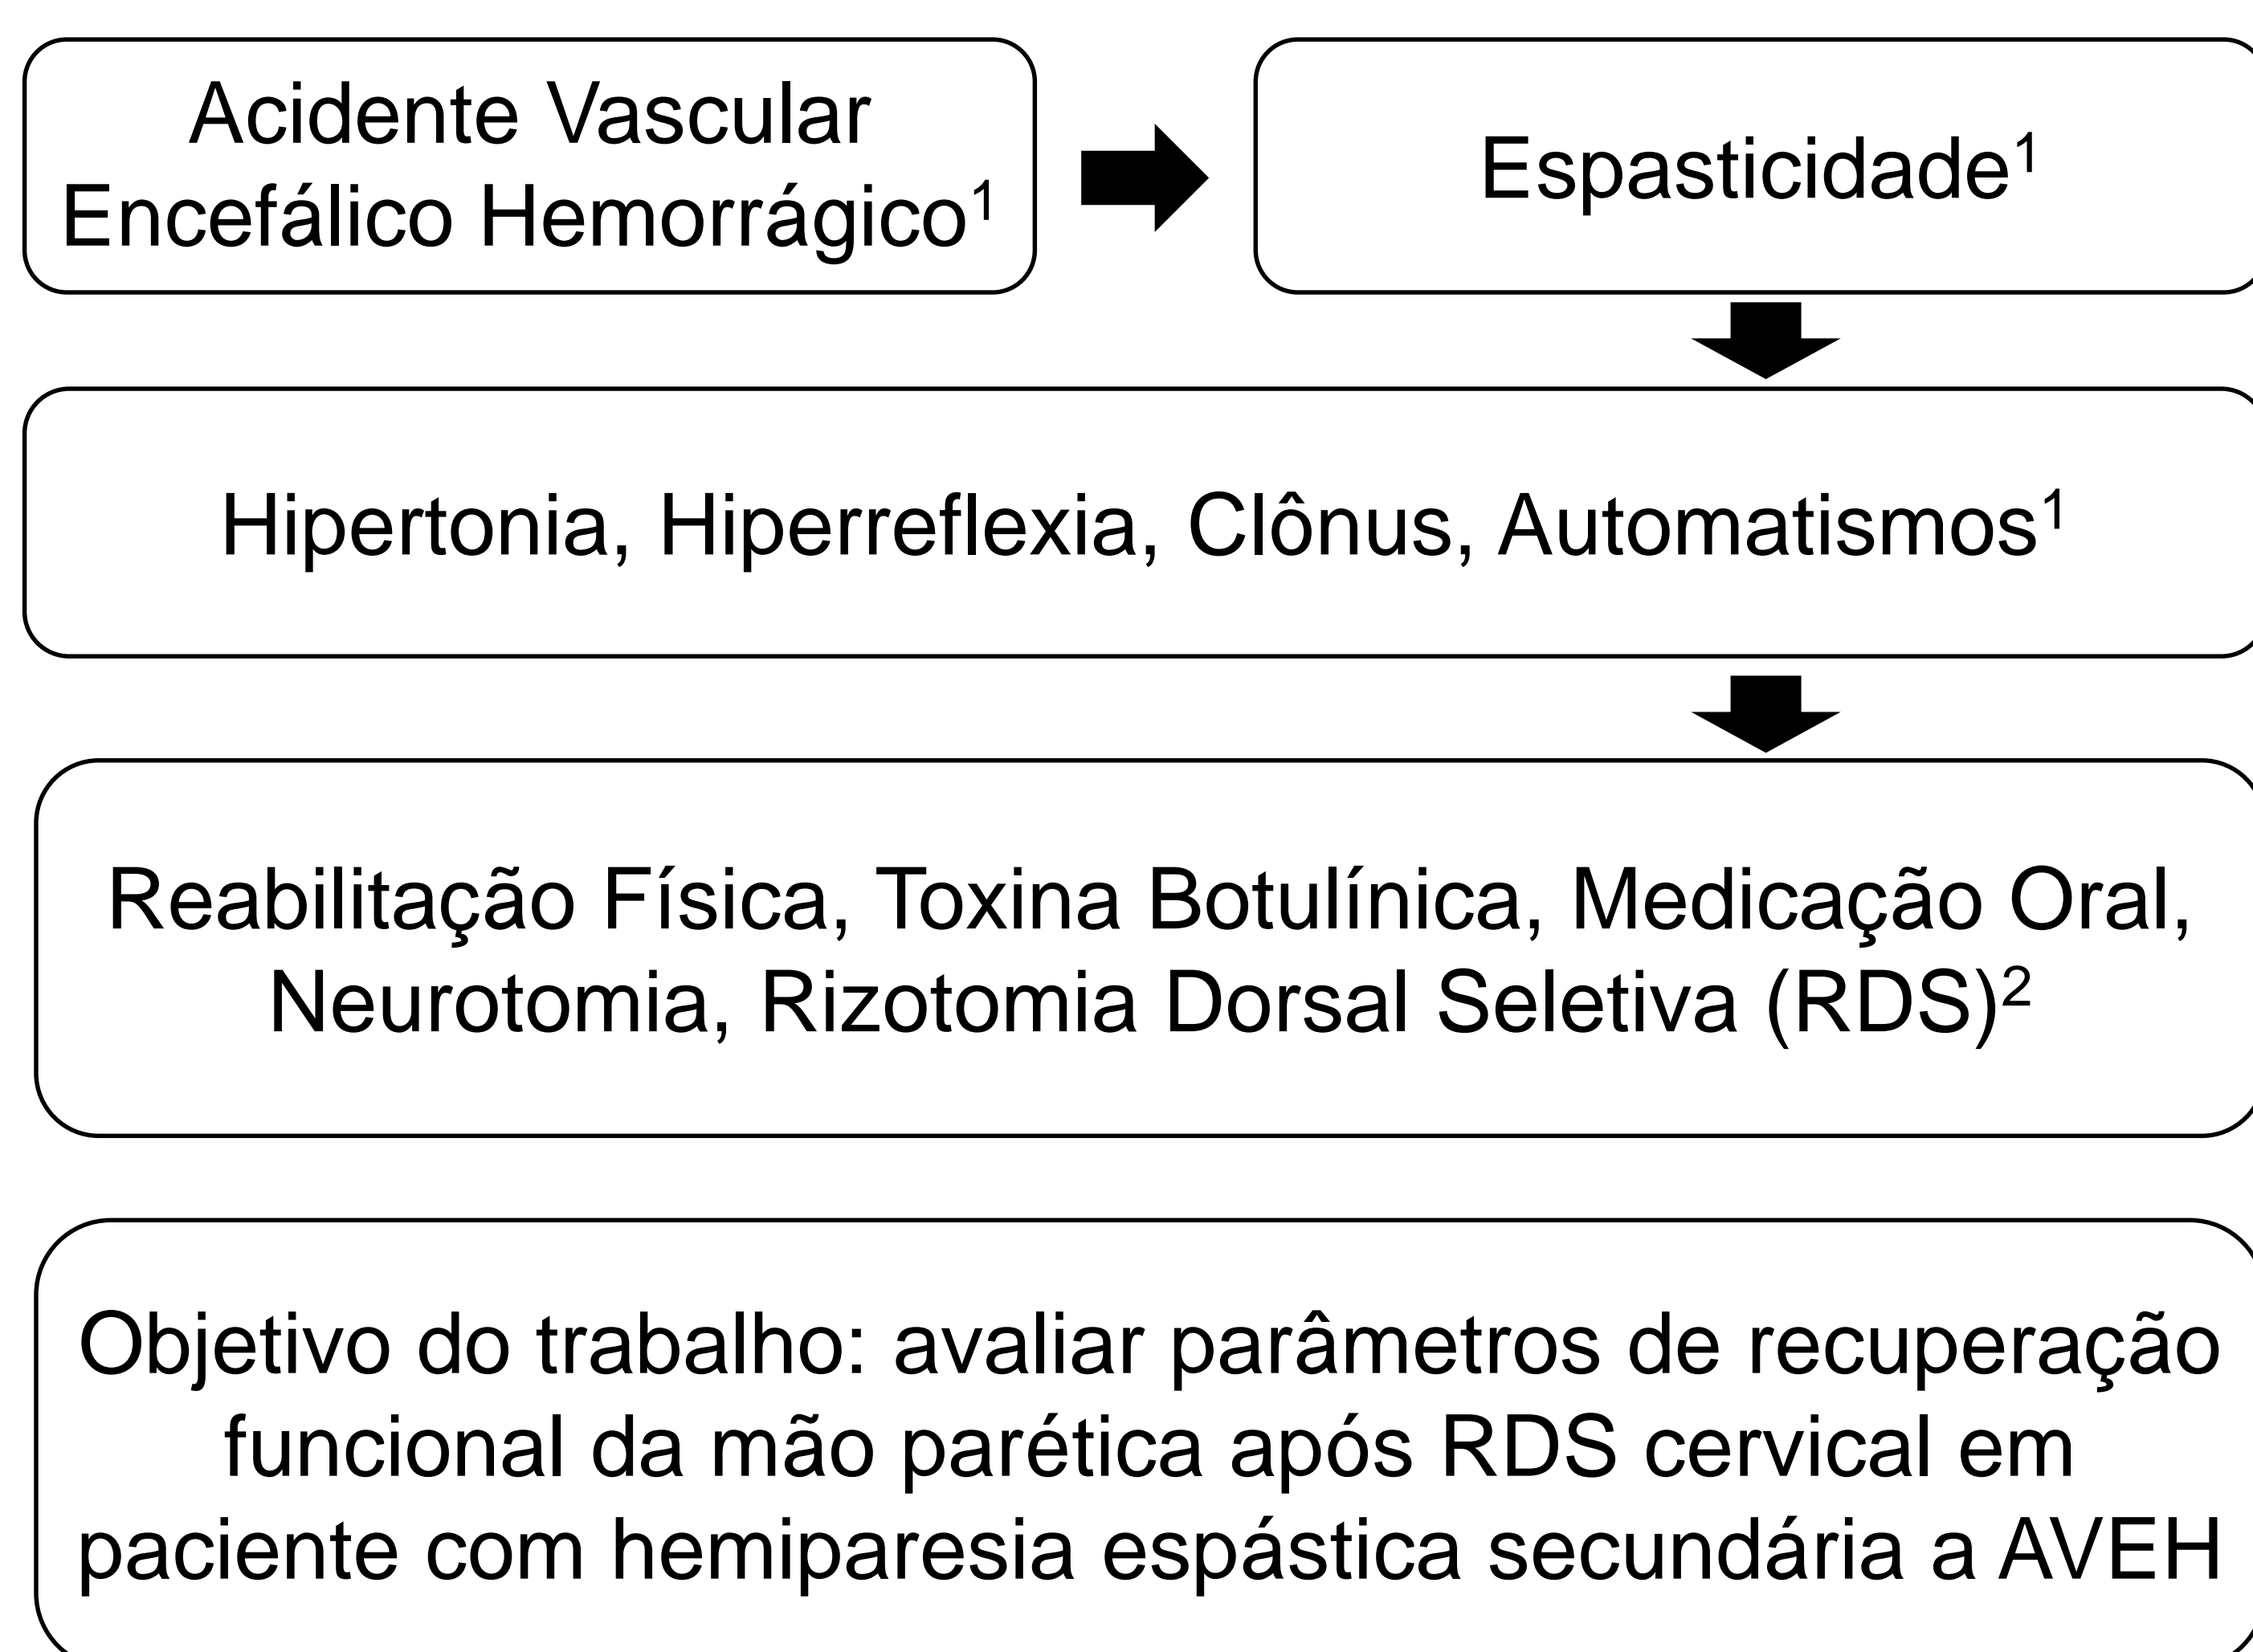 Acidente Vascular
Encefálico Hemorrágico¹
Espasticidade¹
Hipertonia, Hiperreflexia, Clônus, Automatismos¹
Reabilitação Física, Toxina Botulínica, Medicação Oral,
Neurotomia, Rizotomia Dorsal Seletiva (RDS)²
Objetivo do trabalho: avaliar parâmetros de recuperação
funcional da mão parética após RDS cervical em
paciente com hemiparesia espástica secundária a AVEH